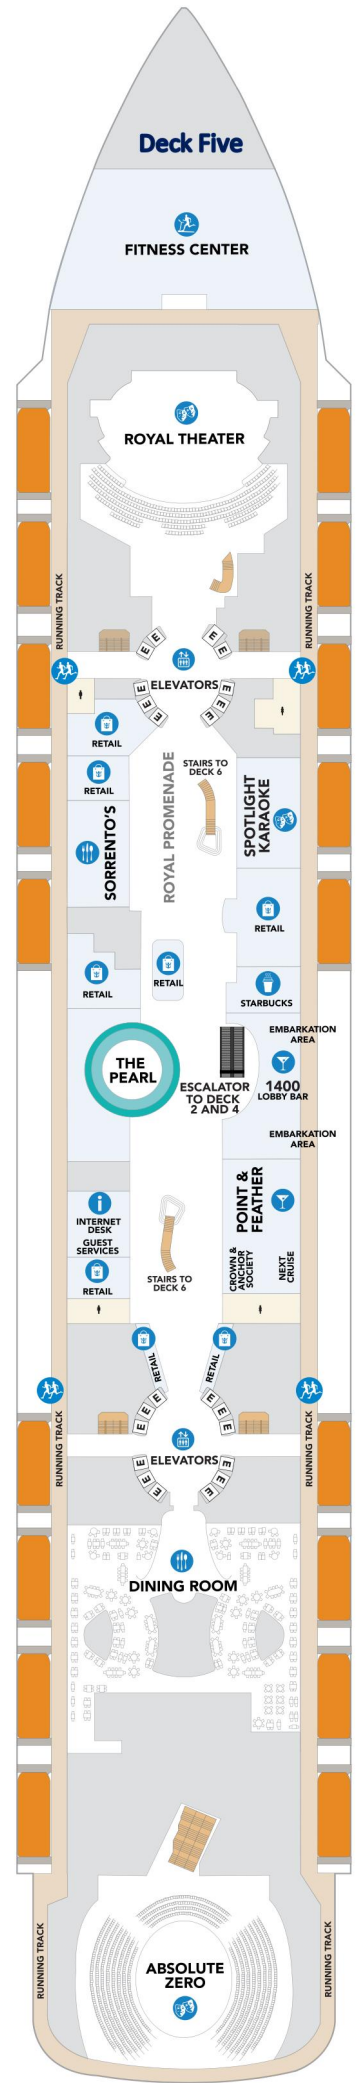 Deck Five
FITNESS CENTER
ROYAL THEATER
RUNNING TRACK
RUNNING TRACK
E E
E E
ELEVATORS
E E E E
E E E E
RETAIL
STAIRS TO
DECK 6
RETAIL
ROYAL PROMENADE
SORRENTO'S
SPOTLIGHT
KARAOKE
RETAIL
RETAIL
RETAIL
STARBUCKS
EMBARKATION
AREA
THE
PEARL
ESCALATOR
TO DECK
2 AND 4
1400
LOBBY BAR
EMBARKATION
AREA
POINT &
FEATHER
INTERNET
DESK
GUEST
SERVICES
CROWN &
ANCHOR
SOCIETY
NEXT
CRUISE
STAIRS TO
DECK 6
RETAIL
RETAIL
RETAIL
E E E
E E E
RUNNING TRACK
RUNNING TRACK
ELEVATORS
E E E E
E E E E
DINING ROOM
RUNNING TRACK
RUNNING TRACK
ABSOLUTE
ZERO